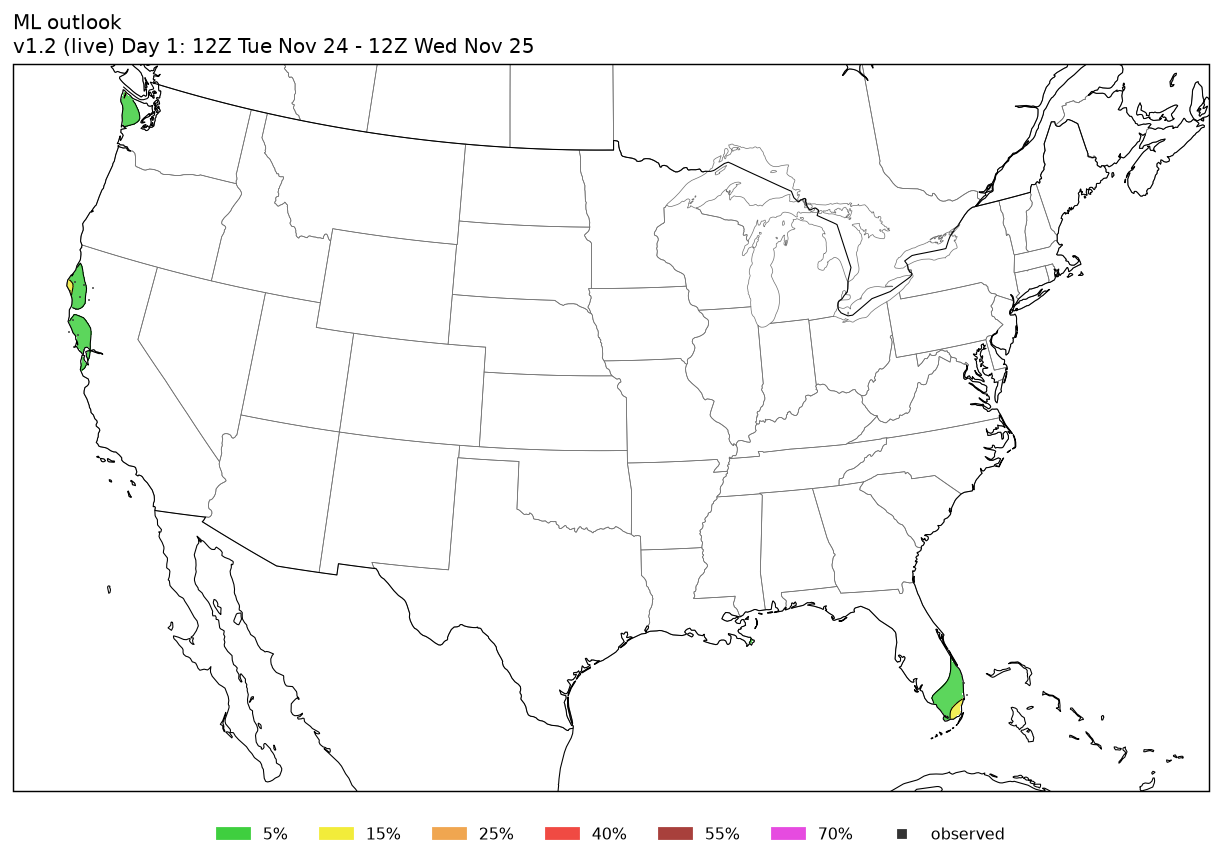 ML outlook
v1.2 (live) Day 1: 12Z Tue Nov 24 - 12Z Wed Nov 25
5% 15% 25% 40% 55% 70% observed